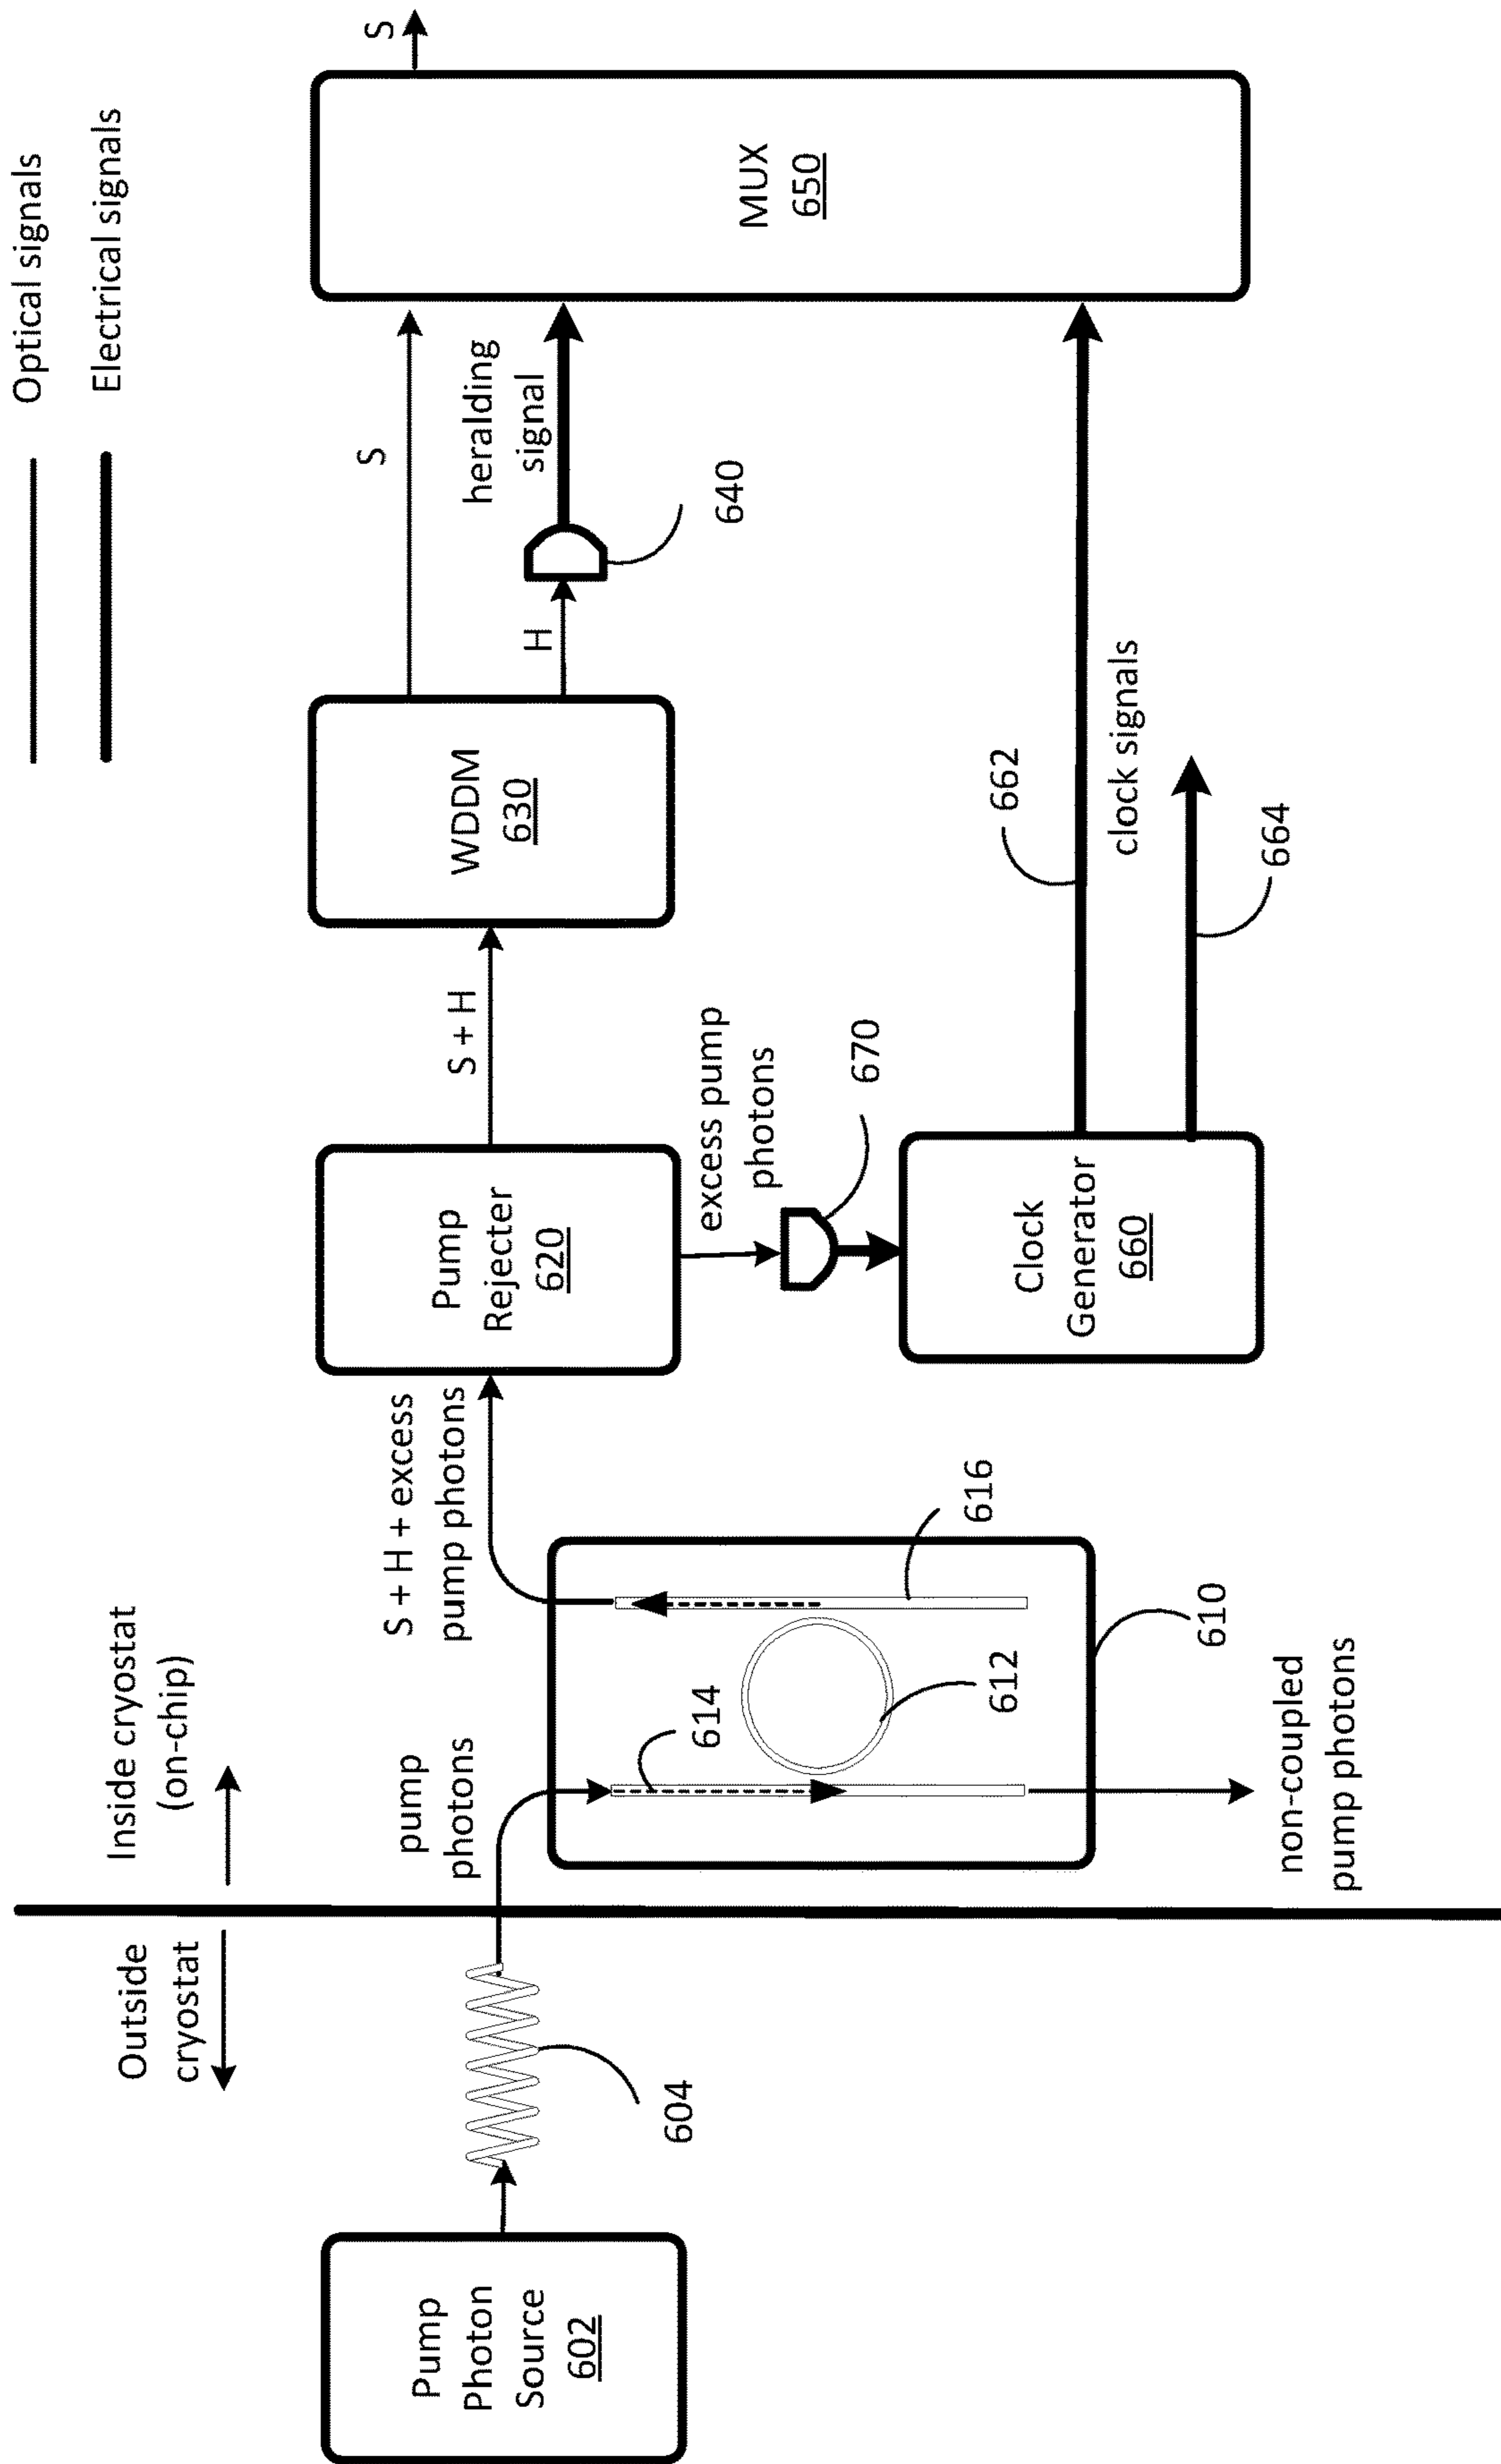 Optical signals
Electrical signals
Outside
cryostat
Inside cryostat
(on-chip)
Pump
Photon
Source
602
604
pump
photons
614
612
616
610
non-coupled
pump photons
S + H + excess
pump photons
Pump
Rejecter
620
excess pump
photons
670
Clock
Generator
660
S + H
WDDM
630
S
H
heralding
signal
640
662
clock signals
664
MUX
650
S